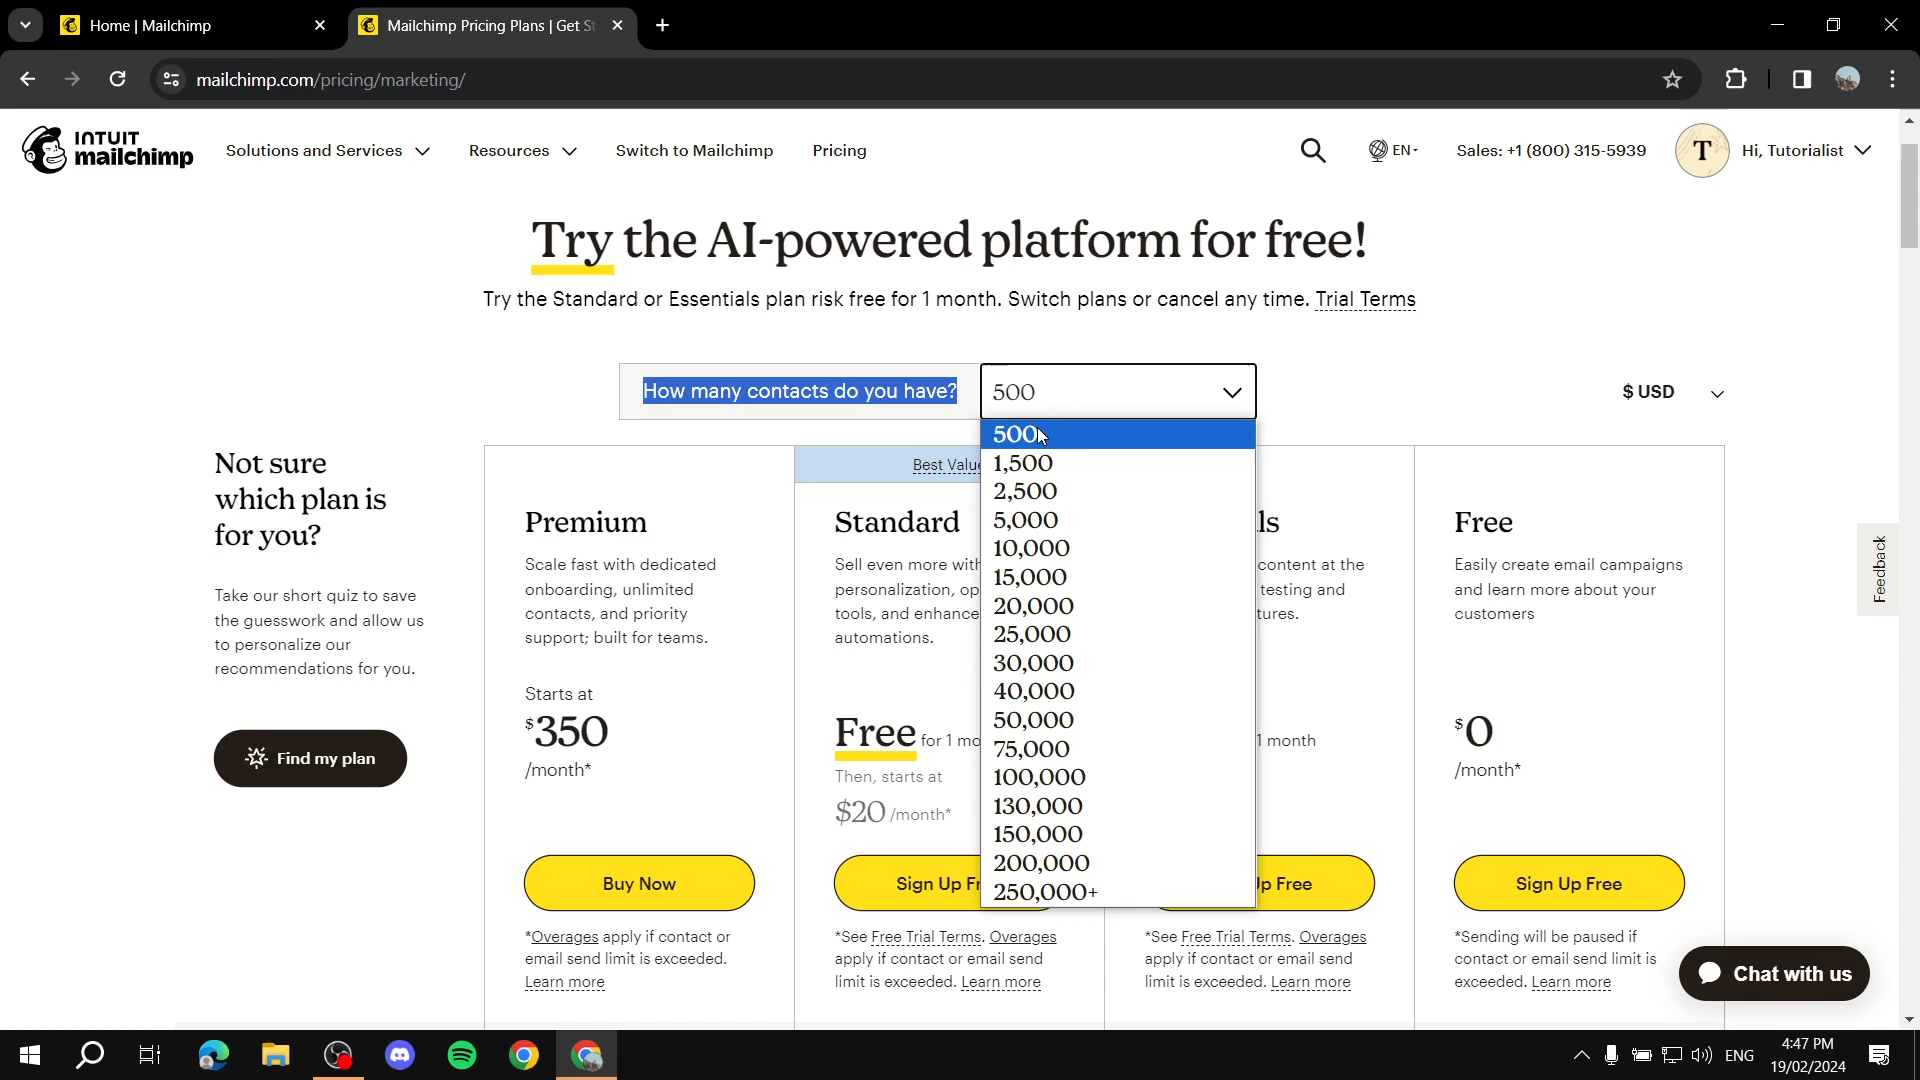 Home | Mailchimp
Mailchimp Pricing Plans | Get St
mailchimp.com/pricing/marketing/
INTUIT
mailchimp
Solutions and Services
Resources
Switch to Mailchimp
Pricing
EN
Sales: +1 (800) 315-5939
T
Hi, Tutorialist
Try the AI-powered platform for free!
Try the Standard or Essentials plan risk free for 1 month. Switch plans or cancel any time. Trial Terms
How many contacts do you have?
500
$ USD
500
1,500
2,500
5,000
10,000
15,000
20,000
25,000
30,000
40,000
50,000
75,000
100,000
130,000
150,000
200,000
250,000+
Not sure
which plan is
for you?
Take our short quiz to save
the guesswork and allow us
to personalize our
recommendations for you.
Find my plan
Premium
Scale fast with dedicated
onboarding, unlimited
contacts, and priority
support; built for teams.
Starts at
$350
/month*
Buy Now
*Overages apply if contact or
email send limit is exceeded.
Learn more
Best Value
Standard
Sell even more with
personalization, op
tools, and enhance
automations.
Free for 1 mo
Then, starts at
$20 /month*
Sign Up Fr
*See Free Trial Terms. Overages
apply if contact or email send
limit is exceeded. Learn more
ls
content at the
testing and
tures.
1 month
p Free
*See Free Trial Terms. Overages
apply if contact or email send
limit is exceeded. Learn more
Free
Easily create email campaigns
and learn more about your
customers
$0
/month*
Sign Up Free
*Sending will be paused if
contact or email send limit is
exceeded. Learn more
Feedback
Chat with us
ENG
4:47 PM
19/02/2024